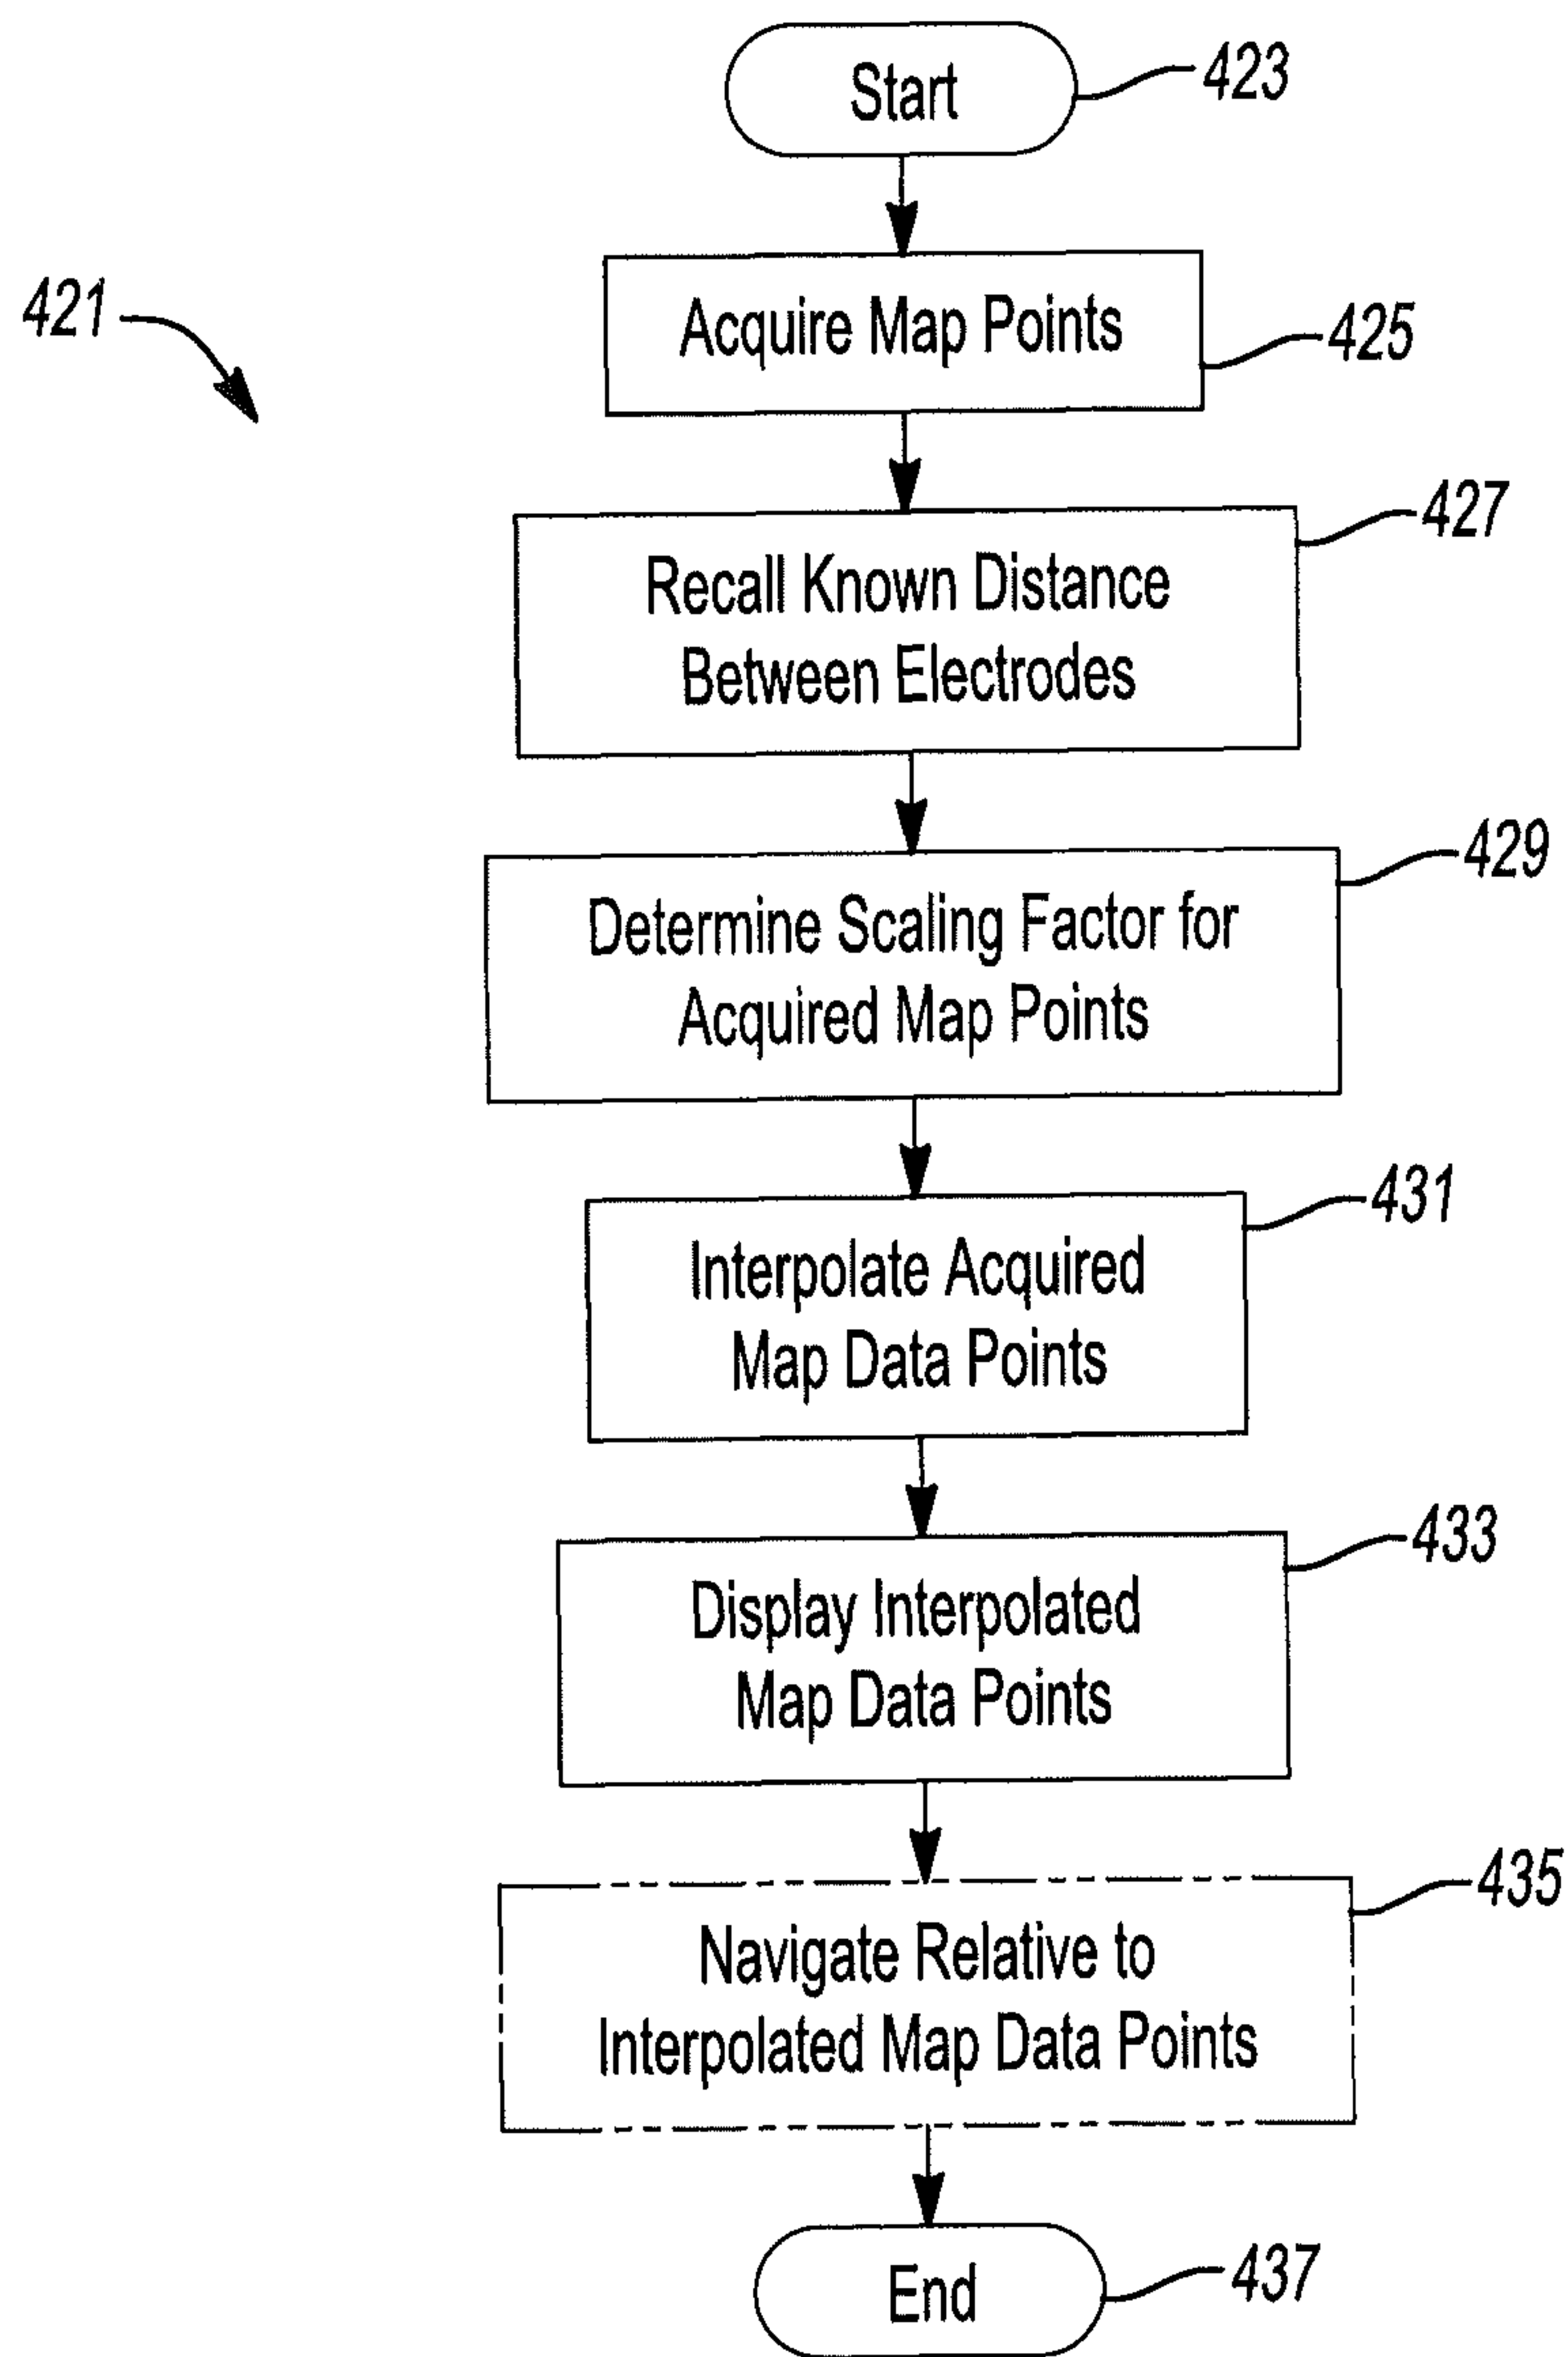 Start
423
421
Acquire Map Points
425
427
Recall Known Distance
Between Electrodes
429
Determine Scaling Factor for
Acquired Map Points
431
Interpolate Acquired
Map Data Points
433
Display Interpolated
Map Data Points
435
Navigate Relative to
Interpolated Map Data Points
End
437